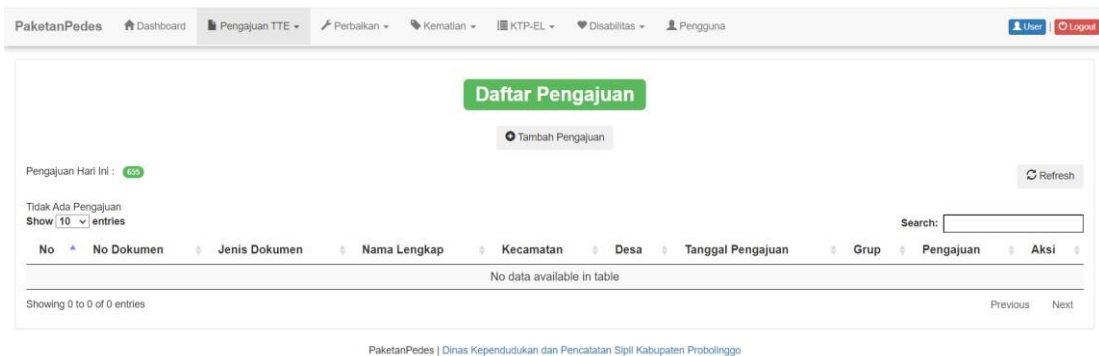 PaketanPedes Dashboard Pengajuan TTE Perbaikan Kematian KTP-EL Disabilitas Pengguna User | Logout
Daftar Pengajuan
Tambah Pengajuan
Pengajuan Hari Ini : 655 Refresh
Tidak Ada Pengajuan
Show 10 entries Search:
No No Dokumen Jenis Dokumen Nama Lengkap Kecamatan Desa Tanggal Pengajuan Grup Pengajuan Aksi
No data available in table
Showing 0 to 0 of 0 entries Previous Next
PaketanPedes | Dinas Kependudukan dan Pencatatan Sipil Kabupaten Probolinggo